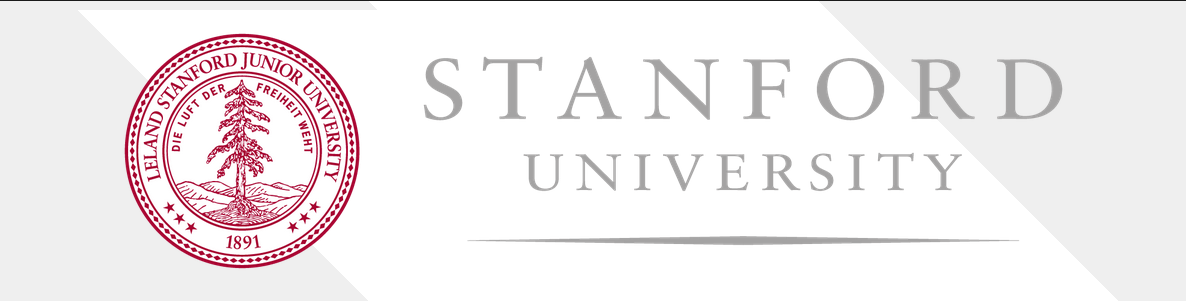 LELAND STANFORD JUNIOR UNIVERSITY
DIE LUFT DER FREIHEIT WEHT
1891
STANFORD
UNIVERSITY